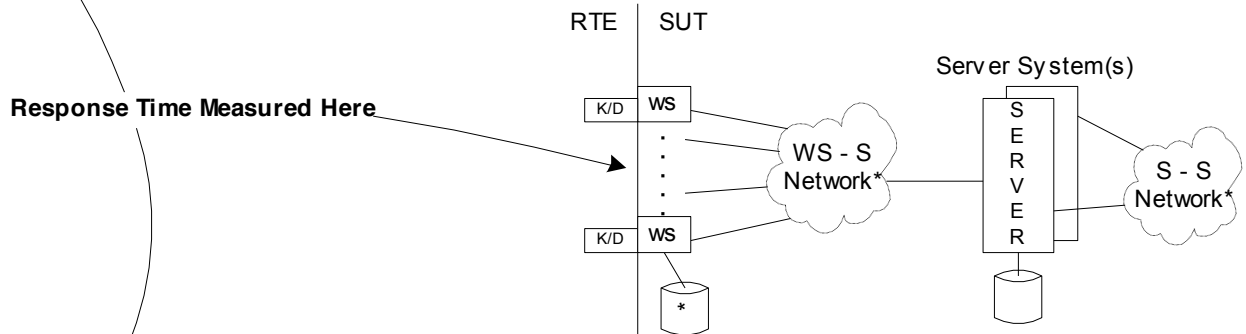 RTE SUT
Server System(s)
Response Time Measured Here
K/D WS
WS - S
Network*
S
E
R
V
E
R
S - S
Network*
K/D WS
*